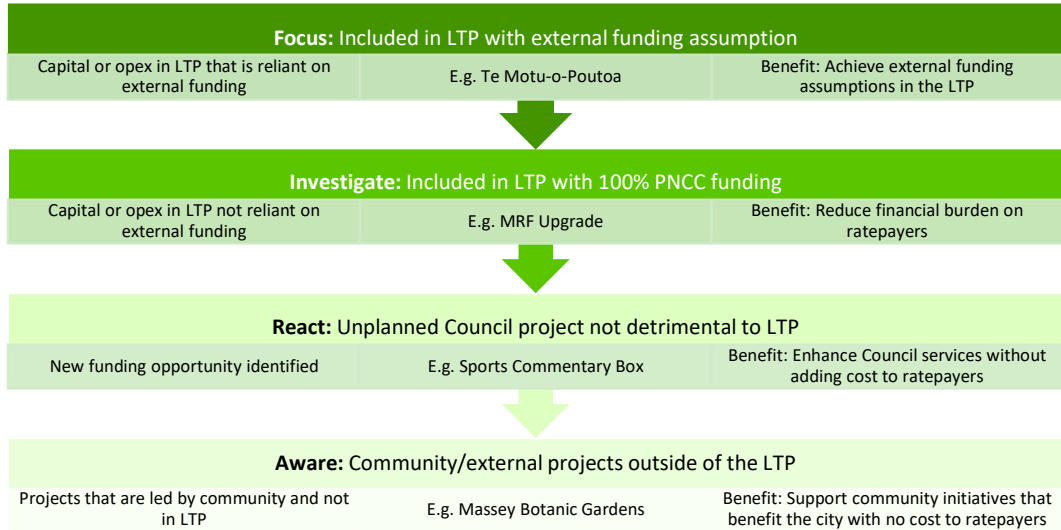 Focus: Included in LTP with external funding assumption
Capital or opex in LTP that is reliant on
external funding
E.g. Te Motu-o-Poutoa
Benefit: Achieve external funding
assumptions in the LTP
Investigate: Included in LTP with 100% PNCC funding
Capital or opex in LTP not reliant on
external funding
E.g. MRF Upgrade
Benefit: Reduce financial burden on
ratepayers
React: Unplanned Council project not detrimental to LTP
New funding opportunity identified
E.g. Sports Commentary Box
Benefit: Enhance Council services without
adding cost to ratepayers
Aware: Community/external projects outside of the LTP
Projects that are led by community and not
in LTP
E.g. Massey Botanic Gardens
Benefit: Support community initiatives that
benefit the city with no cost to ratepayers